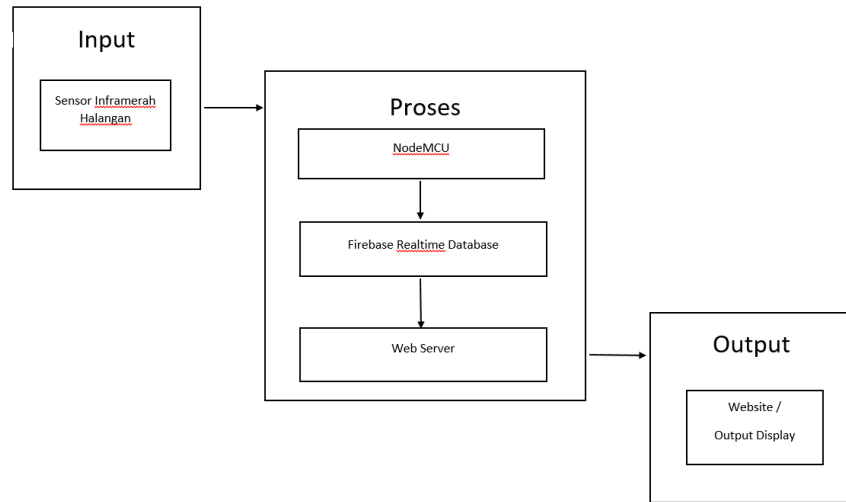 Input
Sensor Inframerah
Halangan
Proses
NodeMCU
Firebase Realtime Database
Web Server
Output
Website /
Output Display